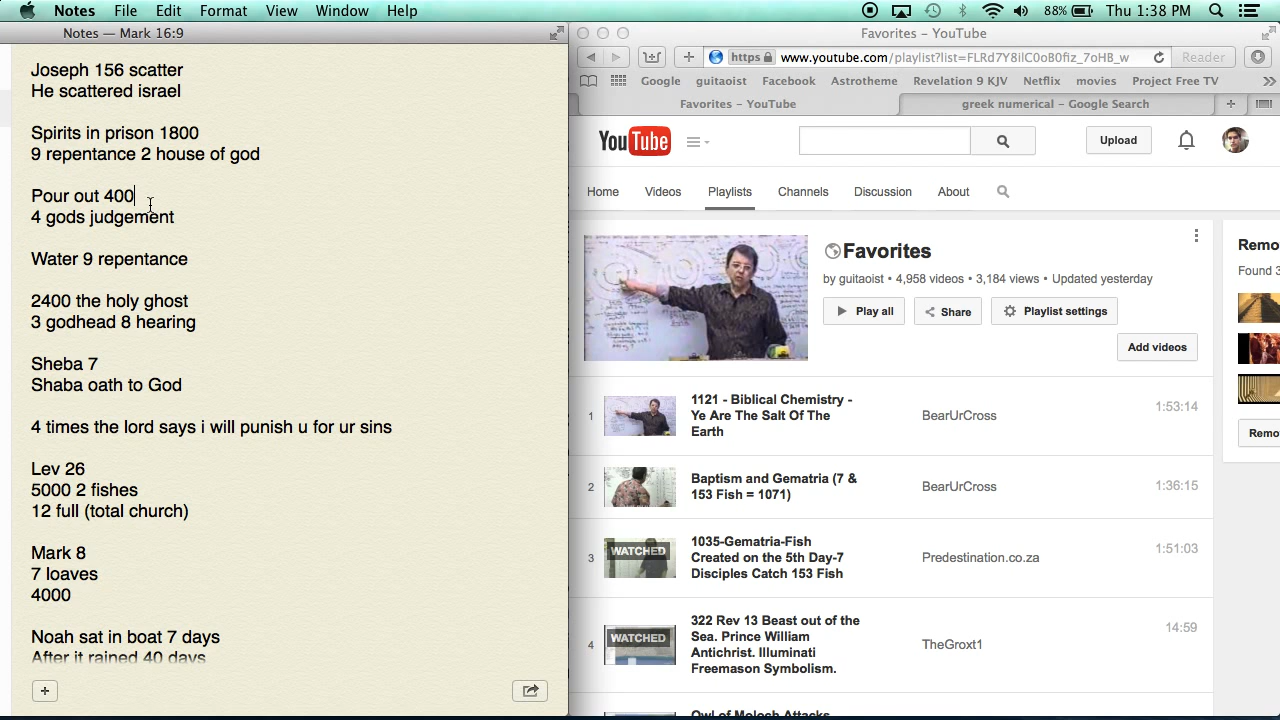 Notes File Edit Format View Window Help 88% Thu 1:38 PM
Notes — Mark 16:9
Joseph 156 scatter
He scattered israel
Spirits in prison 1800
9 repentance 2 house of god
Pour out 400
4 gods judgement
Water 9 repentance
2400 the holy ghost
3 godhead 8 hearing
Sheba 7
Shaba oath to God
4 times the lord says i will punish u for ur sins
Lev 26
5000 2 fishes
12 full (total church)
Mark 8
7 loaves
4000
Noah sat in boat 7 days
After it rained 40 days
Favorites — YouTube
https www.youtube.com/playlist?list=FLRd7Y8ilC0oB0fiz_7oHB_w Reader
Google guitaoist Facebook Astrotheme Revelation 9 KJV Netflix movies Project Free TV
Favorites — YouTube greek numerical – Google Search
YouTube Upload
Home Videos Playlists Channels Discussion About
Favorites
by guitaoist • 4,958 videos • 3,184 views • Updated yesterday
Play all Share Playlist settings
Add videos
1 1121 - Biblical Chemistry - BearUrCross 1:53:14
Ye Are The Salt Of The
Earth
2 Baptism and Gematria (7 & BearUrCross 1:36:15
153 Fish = 1071)
3 WATCHED 1035-Gematria-Fish Predestination.co.za 1:51:03
Created on the 5th Day-7
Disciples Catch 153 Fish
4 WATCHED 322 Rev 13 Beast out of the TheGroxt1 14:59
Sea. Prince William
Antichrist. Illuminati
Freemason Symbolism.
Owl of Moloch Attacks
Remo
Found 3
Remo